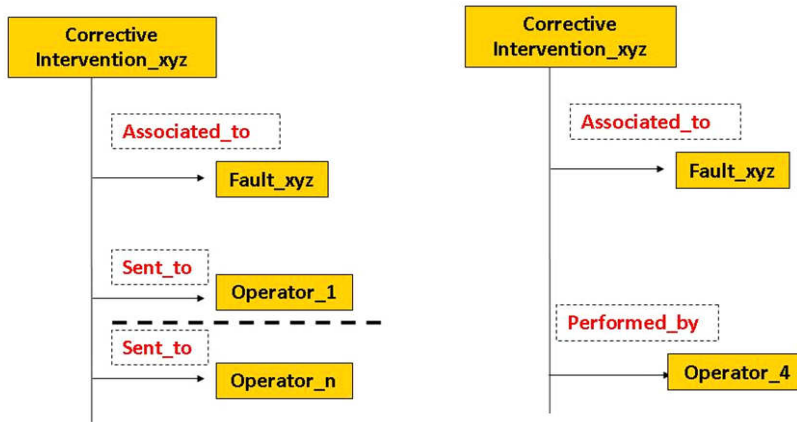 Corrective
Intervention_xyz
Associated_to
Fault_xyz
Sent_to
Operator_1
Sent_to
Operator_n
Corrective
Intervention_xyz
Associated_to
Fault_xyz
Performed_by
Operator_4